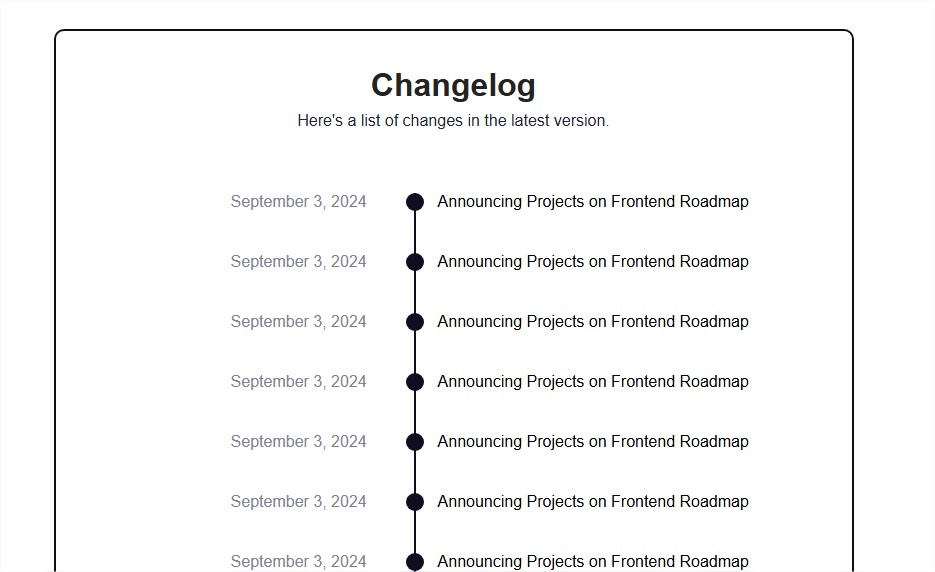 Changelog
Here's a list of changes in the latest version.
September 3, 2024 Announcing Projects on Frontend Roadmap
September 3, 2024 Announcing Projects on Frontend Roadmap
September 3, 2024 Announcing Projects on Frontend Roadmap
September 3, 2024 Announcing Projects on Frontend Roadmap
September 3, 2024 Announcing Projects on Frontend Roadmap
September 3, 2024 Announcing Projects on Frontend Roadmap
September 3, 2024 Announcing Projects on Frontend Roadmap